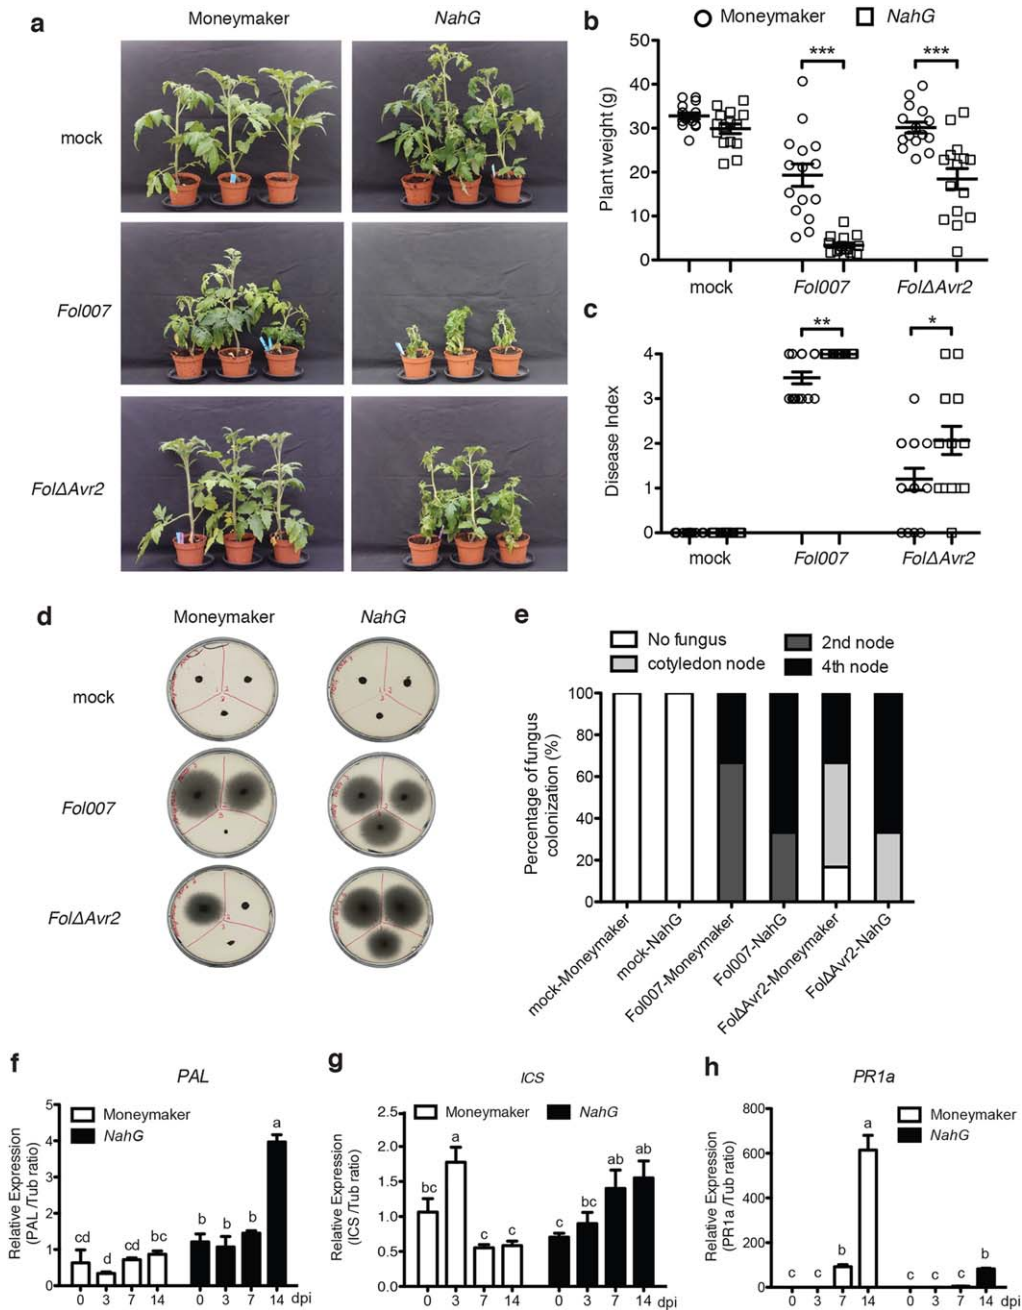 a
Moneymaker
NahG
mock
Fol007
FolΔAvr2
b
Moneymaker
NahG
Plant weight (g)
50
40
30
20
10
0
***
***
mock
Fol007
FolΔAvr2
c
Disease Index
4
3
2
1
0
**
*
mock
Fol007
FolΔAvr2
d
Moneymaker
NahG
mock
Fol007
FolΔAvr2
e
No fungus
2nd node
cotyledon node
4th node
Percentage of fungus
colonization (%)
100
80
60
40
20
0
mock-Moneymaker
mock-NahG
Fol007-Moneymaker
Fol007-NahG
FolΔAvr2-Moneymaker
FolΔAvr2-NahG
f
PAL
Moneymaker
NahG
Relative Expression
(PAL /Tub ratio)
5
4
3
2
1
0
cd
d
cd
bc
b
b
b
a
0 3 7 14 0 3 7 14 dpi
g
ICS
Moneymaker
NahG
Relative Expression
(ICS /Tub ratio)
2.5
2.0
1.5
1.0
0.5
0.0
bc
a
c
c
c
bc
ab
ab
0 3 7 14 0 3 7 14
h
PR1a
Moneymaker
NahG
Relative Expression
(PR1a /Tub ratio)
800
600
400
200
0
c
c
b
a
c
c
c
b
0 3 7 14 0 3 7 14 dpi